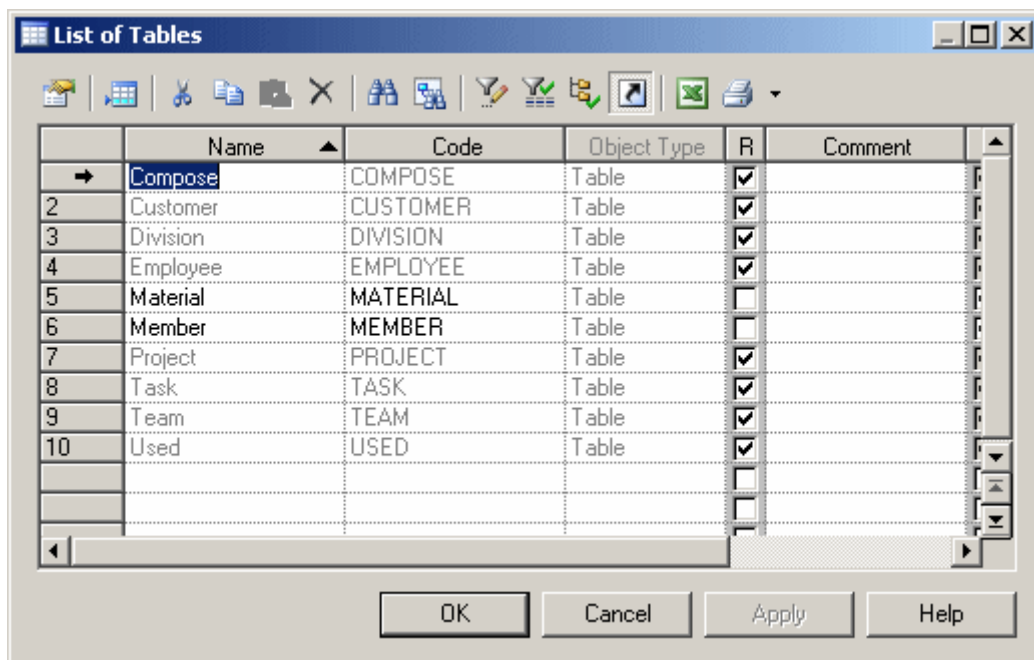 List of Tables
Name Code Object Type R Comment
Compose COMPOSE Table
2 Customer CUSTOMER Table
3 Division DIVISION Table
4 Employee EMPLOYEE Table
5 Material MATERIAL Table
6 Member MEMBER Table
7 Project PROJECT Table
8 Task TASK Table
9 Team TEAM Table
10 Used USED Table
OK Cancel Apply Help